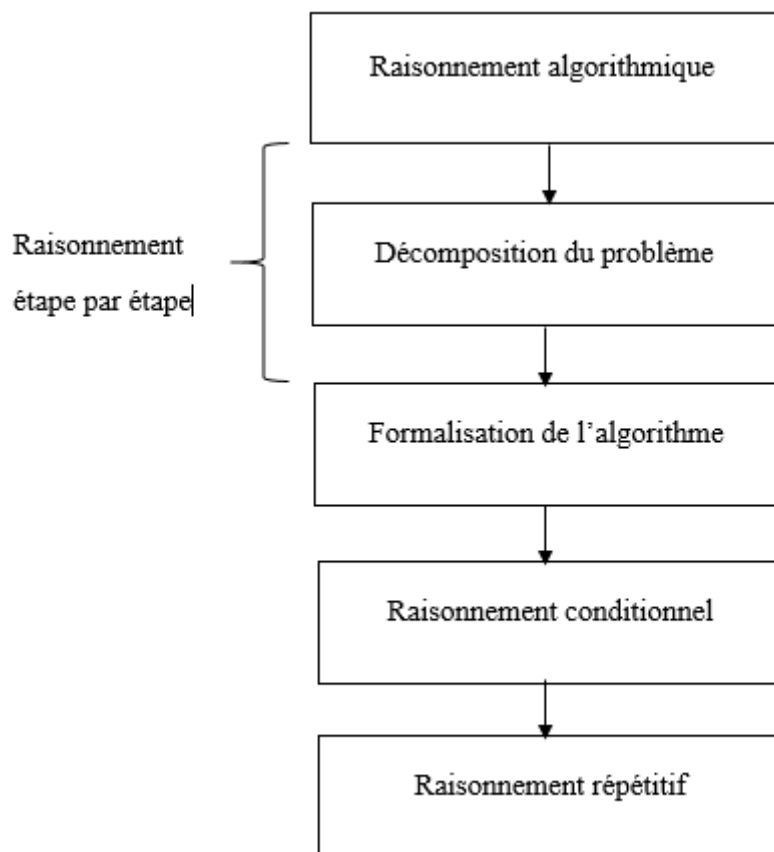 Raisonnement algorithmique
Raisonnement
étape par étape
Décomposition du problème
Formalisation de l’algorithme
Raisonnement conditionnel
Raisonnement répétitif